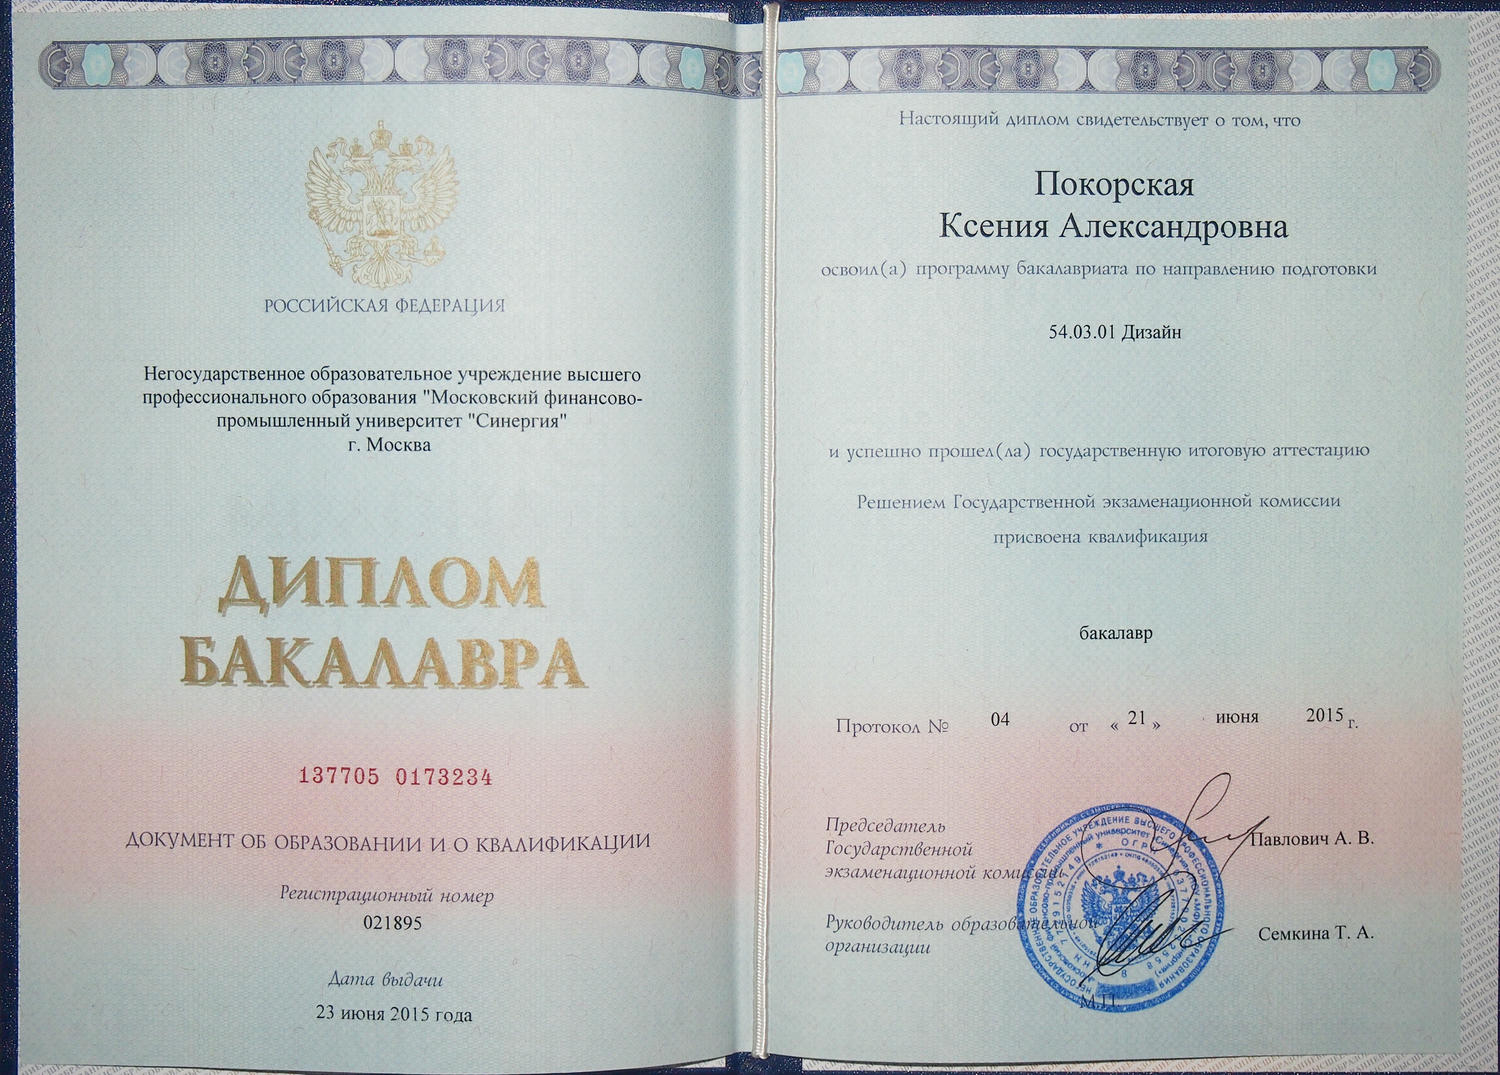 РОССИЙСКАЯ ФЕДЕРАЦИЯ
Негосударственное образовательное учреждение высшего
профессионального образования "Московский финансово-
промышленный университет "Синергия"
г. Москва
ДИПЛОМ
БАКАЛАВРА
137705 0173234
ДОКУМЕНТ ОБ ОБРАЗОВАНИИ И О КВАЛИФИКАЦИИ
Регистрационный номер
021895
Дата выдачи
23 июня 2015 года
Настоящий диплом свидетельствует о том, что
Покорская
Ксения Александровна
освоил(а) программу бакалавриата по направлению подготовки
54.03.01 Дизайн
и успешно прошел(ла) государственную итоговую аттестацию
Решением Государственной экзаменационной комиссии
присвоена квалификация
бакалавр
Протокол № 04 от « 21 » июня 2015 г.
Председатель
Государственной
экзаменационной комиссии
Павлович А. В.
Руководитель образовательной
организации
Семкина Т. А.
М.П.